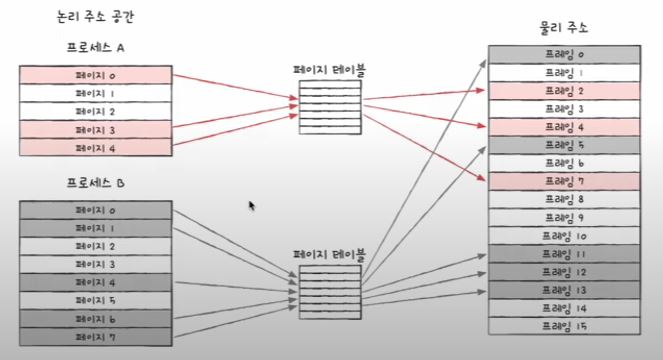 논리 주소 공간
프로세스 A
페이지 0
페이지 1
페이지 2
페이지 3
페이지 4
프로세스 B
페이지 0
페이지 1
페이지 2
페이지 3
페이지 4
페이지 5
페이지 6
페이지 7
페이지 테이블
페이지 테이블
물리 주소
프레임 0
프레임 1
프레임 2
프레임 3
프레임 4
프레임 5
프레임 6
프레임 7
프레임 8
프레임 9
프레임 10
프레임 11
프레임 12
프레임 13
프레임 14
프레임 15